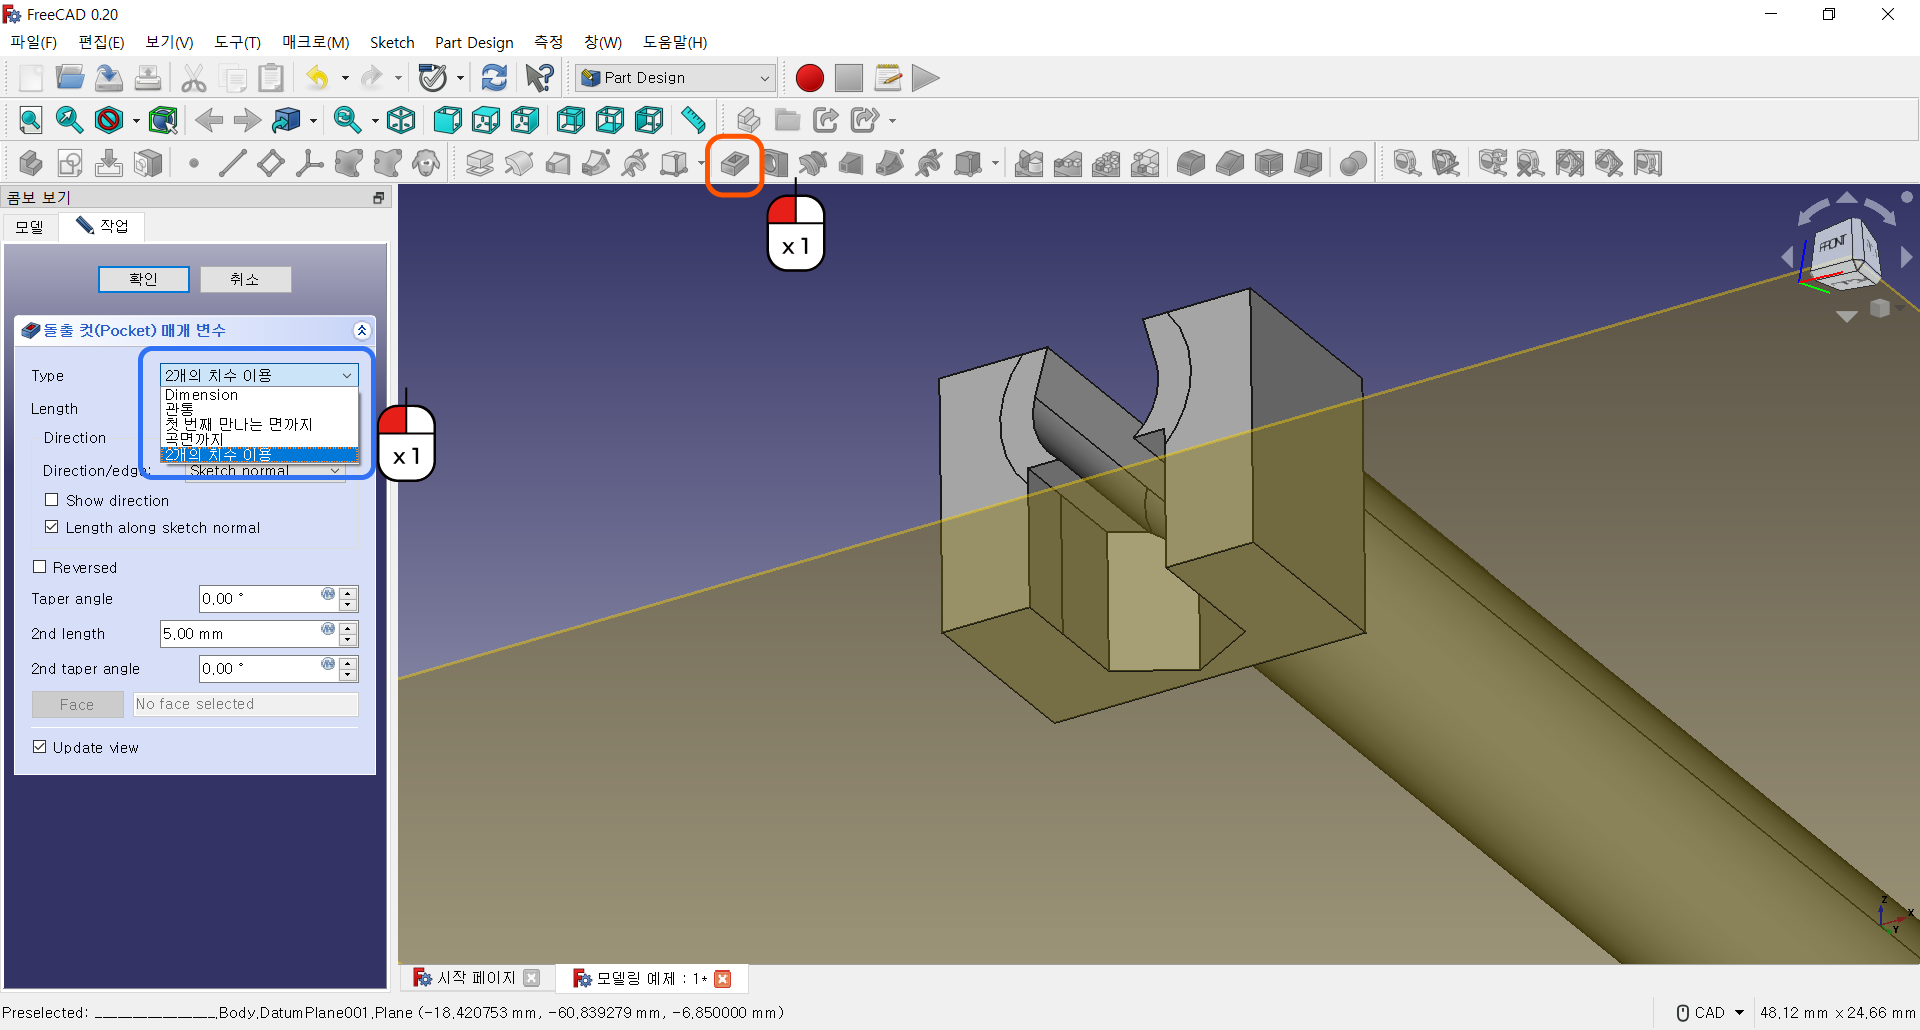 FreeCAD 0.20
파일(F) 편집(E) 보기(V) 도구(T) 매크로(M) Sketch Part Design 측정 창(W) 도움말(H)
Part Design
콤보 보기
모델 작업
확인 취소
돌출 컷(Pocket) 매개 변수
Type 2개의 치수 이용
Dimension
Length 관통
첫 번째 만나는 면까지
Direction 곡면까지
2개의 치수 이용
Direction/edge: Sketch normal
Show direction
Length along sketch normal
Reversed
Taper angle 0.00 °
2nd length 5.00 mm
2nd taper angle 0.00 °
Face No face selected
Update view
x 1
x 1
FRONT
Z
X
Y
시작 페이지 모델링 예제 : 1*
Preselected: ________________.Body.DatumPlane001.Plane (-18.420753 mm, -60.839279 mm, -6.850000 mm)
CAD 48.12 mm x 24.66 mm